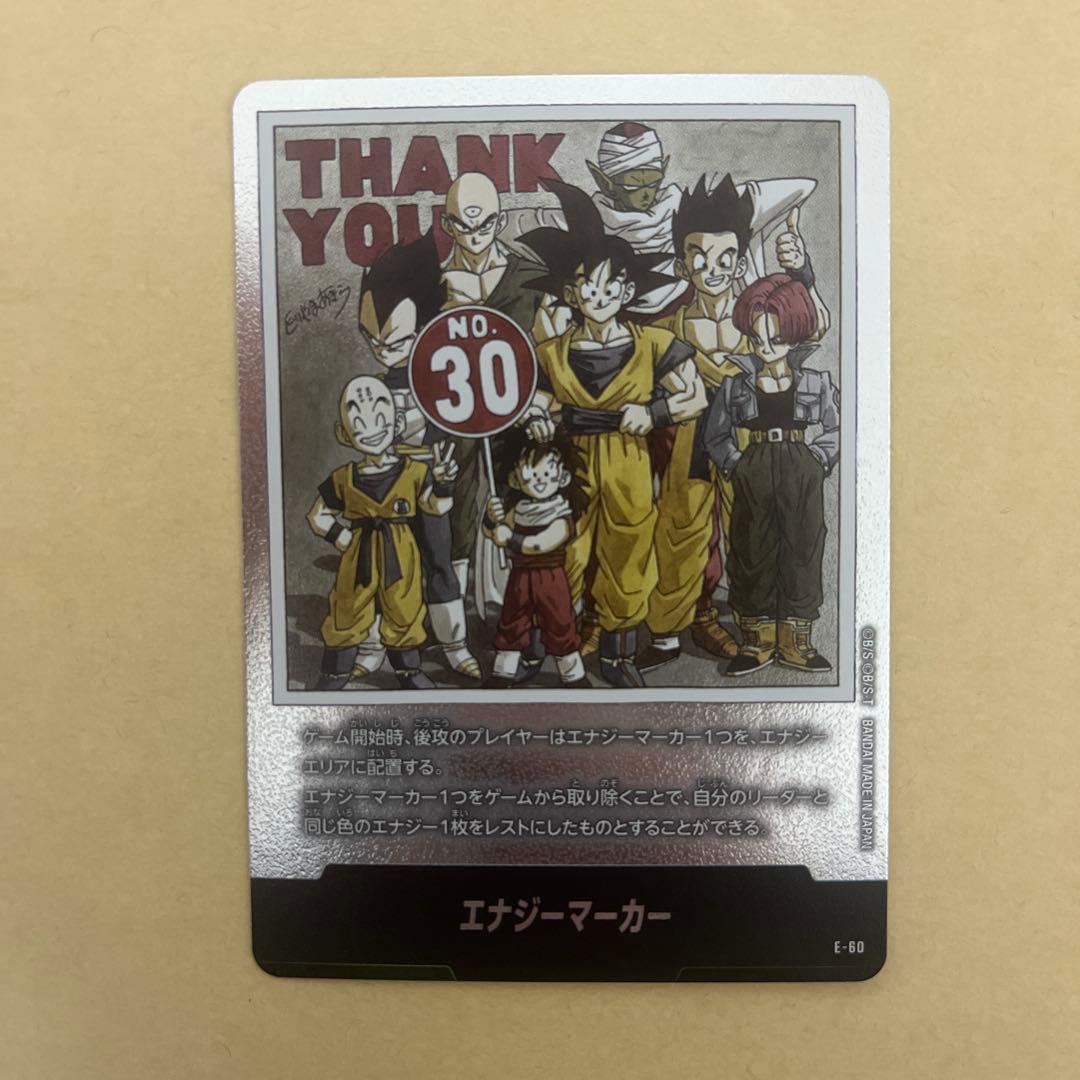 THANK
YOU
NO.
30
ゲーム開始時、後攻のプレイヤーはエナジーマーカー1つを、エナジー
エリアに配置する。
エナジーマーカー1つをゲームから取り除くことで、自分のリーダーと
同じ色のエナジー1枚をレストにしたものとすることができる。
©B/S ©B/S・T BANDAI MADE IN JAPAN
エナジーマーカー
E-60